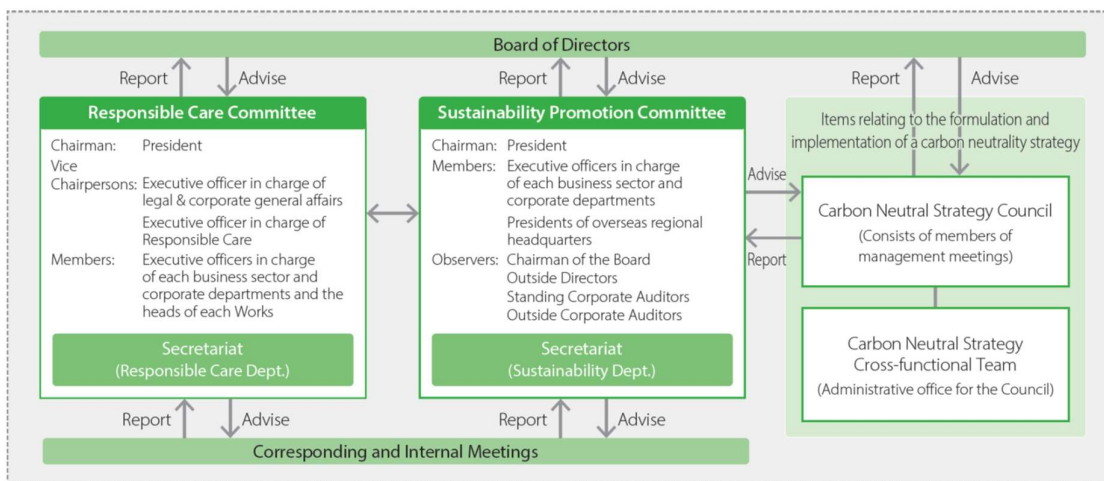 Board of Directors
Report
Advise
Report
Advise
Report
Advise
Responsible Care Committee
Chairman: President
Vice
Chairpersons: Executive officer in charge of
legal & corporate general affairs
Executive officer in charge of
Responsible Care
Members: Executive officers in charge
of each business sector and
corporate departments and the
heads of each Works
Secretariat
(Responsible Care Dept.)
Sustainability Promotion Committee
Chairman: President
Members: Executive officers in charge
of each business sector and
corporate departments
Presidents of overseas regional
headquarters
Observers: Chairman of the Board
Outside Directors
Standing Corporate Auditors
Outside Corporate Auditors
Secretariat
(Sustainability Dept.)
Advise
Report
Items relating to the formulation and
implementation of a carbon neutrality strategy
Carbon Neutral Strategy Council
(Consists of members of
management meetings)
Carbon Neutral Strategy
Cross-functional Team
(Administrative office for the Council)
Report
Advise
Report
Advise
Corresponding and Internal Meetings